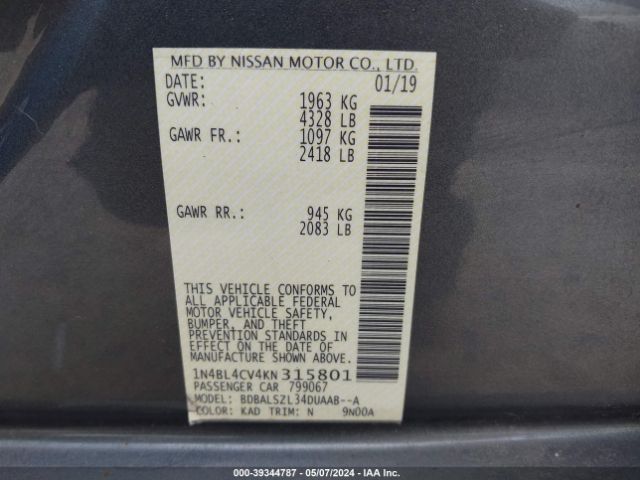 MFD BY NISSAN MOTOR CO., LTD.
DATE: 01/19
GVWR: 1963 KG
4328 LB
GAWR FR.: 1097 KG
2418 LB
GAWR RR.: 945 KG
2083 LB
THIS VEHICLE CONFORMS TO
ALL APPLICABLE FEDERAL
MOTOR VEHICLE SAFETY,
BUMPER, AND THEFT
PREVENTION STANDARDS IN
EFFECT ON THE DATE OF
MANUFACTURE SHOWN ABOVE.
1N4BL4CV4KN315801
PASSENGER CAR 799067
MODEL: BDBALSZL34DUAAB--A
COLOR: KAD TRIM: N 9N00A
000-39344787 - 05/07/2024 - IAA Inc.